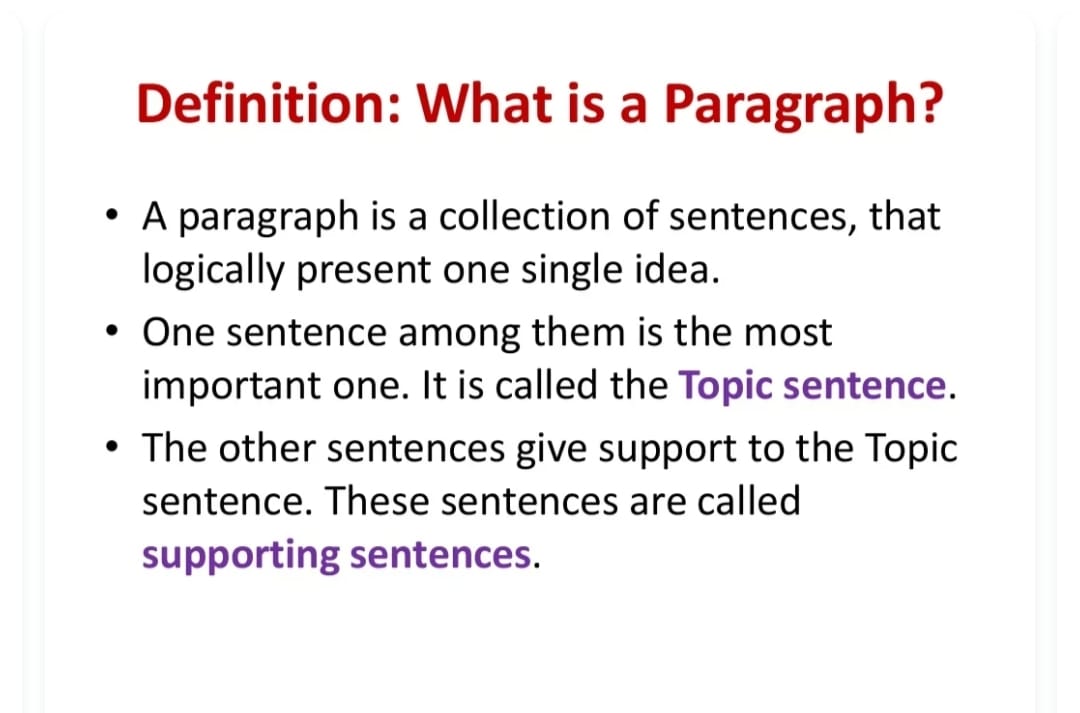 Definition: What is a Paragraph?
• A paragraph is a collection of sentences, that
logically present one single idea.
• One sentence among them is the most
important one. It is called the Topic sentence.
• The other sentences give support to the Topic
sentence. These sentences are called
supporting sentences.